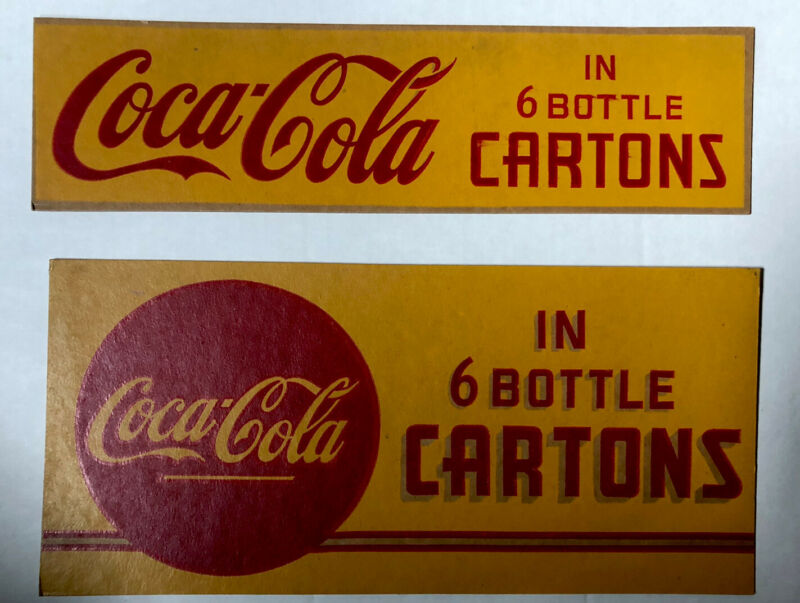 Coca-Cola
IN
6 BOTTLE
CARTONS
Coca-Cola
IN
6 BOTTLE
CARTONS